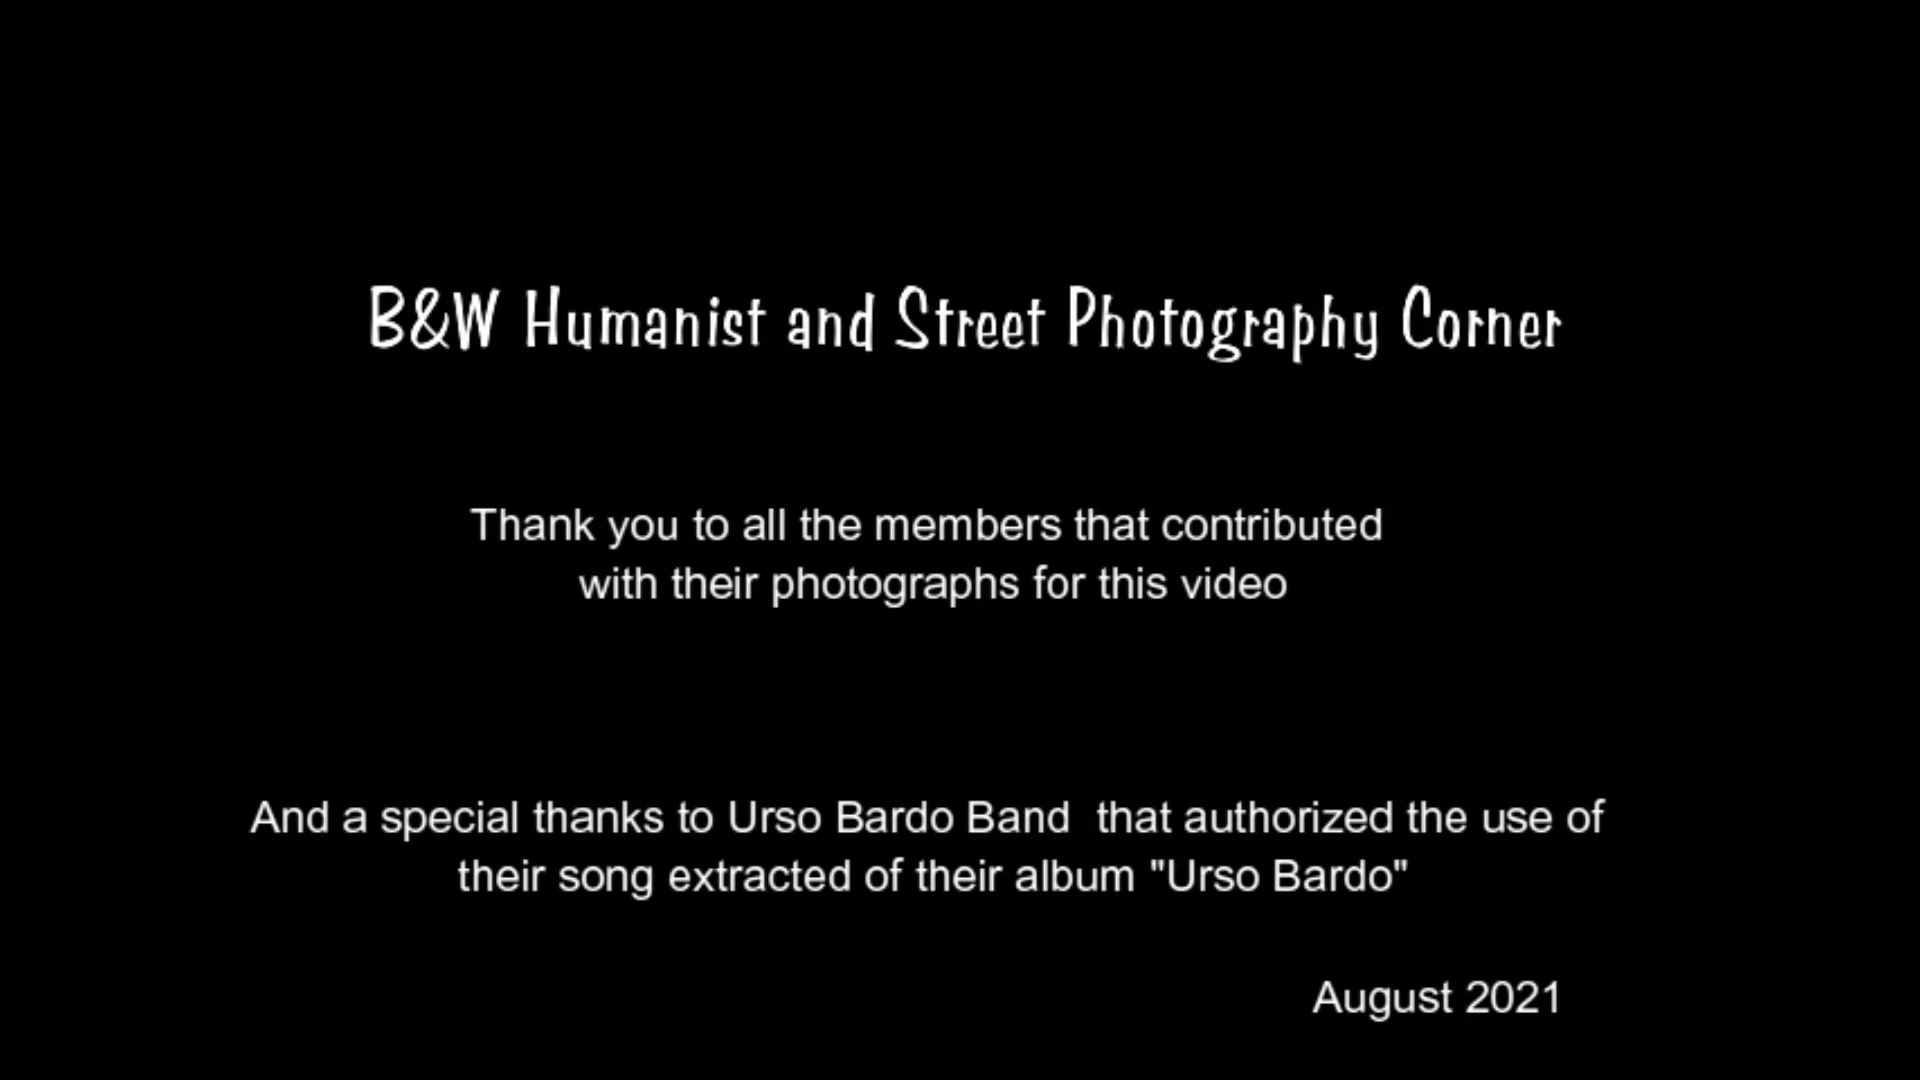 B&W Humanist and Street Photography Corner
Thank you to all the members that contributed
with their photographs for this video
And a special thanks to Urso Bardo Band  that authorized the use of
their song extracted of their album "Urso Bardo"
August 2021